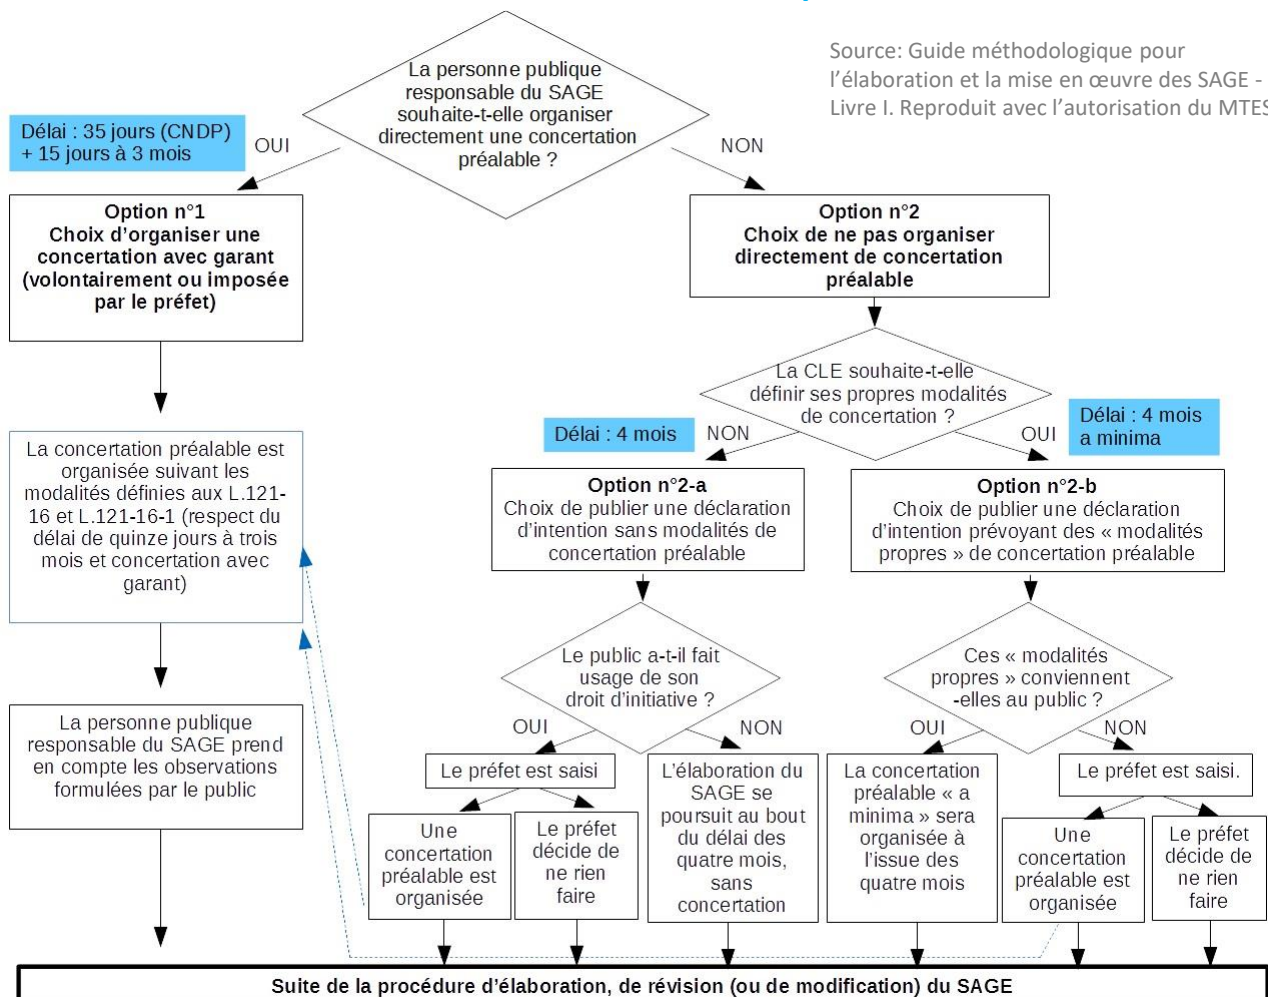 Source: Guide méthodologique pour
l’élaboration et la mise en œuvre des SAGE -
Livre I. Reproduit avec l’autorisation du MTES
La personne publique
responsable du SAGE
souhaite-t-elle organiser
directement une concertation
préalable ?
Délai : 35 jours (CNDP)
+ 15 jours à 3 mois
OUI
NON
Option n°1
Choix d’organiser une
concertation avec garant
(volontairement ou imposée
par le préfet)
Option n°2
Choix de ne pas organiser
directement de concertation
préalable
La CLE souhaite-t-elle
définir ses propres modalités
de concertation ?
Délai : 4 mois
NON
OUI
Délai : 4 mois
a minima
La concertation préalable est
organisée suivant les
modalités définies aux L.121-
16 et L.121-16-1 (respect du
délai de quinze jours à trois
mois et concertation avec
garant)
Option n°2-a
Choix de publier une déclaration
d’intention sans modalités de
concertation préalable
Option n°2-b
Choix de publier une déclaration
d’intention prévoyant des « modalités
propres » de concertation préalable
Le public a-t-il fait
usage de son
droit d’initiative ?
Ces « modalités
propres » conviennent
-elles au public ?
OUI
NON
OUI
NON
La personne publique
responsable du SAGE prend
en compte les observations
formulées par le public
Le préfet est saisi
Une
concertation
préalable est
organisée
Le préfet
décide de
ne rien
faire
L’élaboration du
SAGE se
poursuit au bout
du délai des
quatre mois,
sans
concertation
La concertation
préalable « a
minima » sera
organisée à
l’issue des
quatre mois
Le préfet est saisi.
Une
concertation
préalable est
organisée
Le préfet
décide de
ne rien
faire
Suite de la procédure d’élaboration, de révision (ou de modification) du SAGE